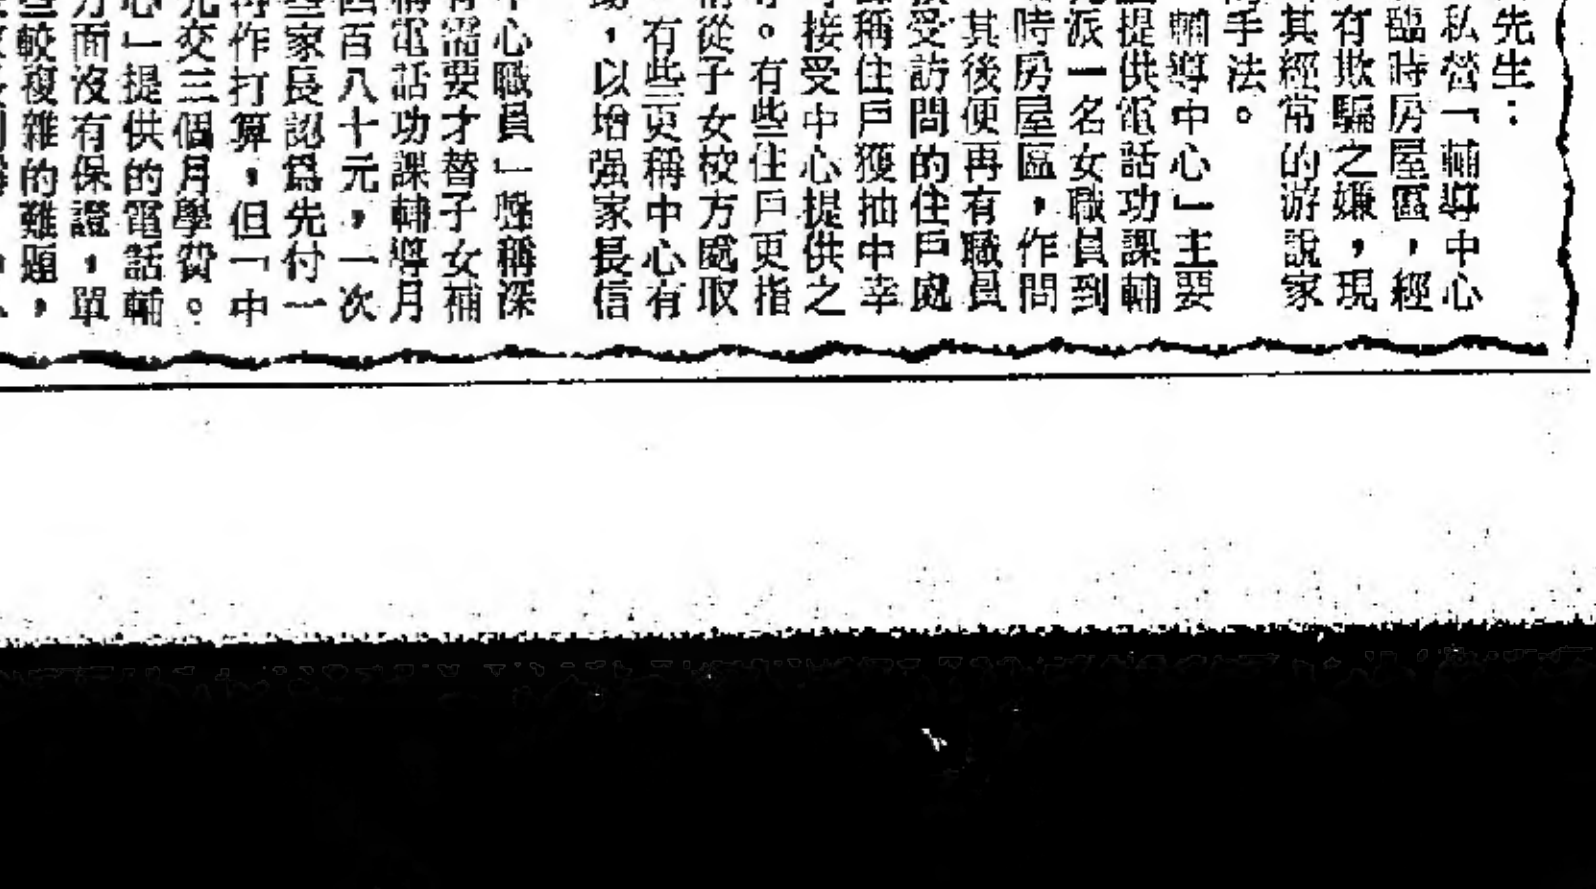 先生：
私營「輔導中心
臨時房屋區，經
有欺騙之嫌，現
其經常的游說家
手法。
輔導中心」主要
提供電話功課輔
派一名女職員到
時房屋區，作問
其後便再有職員
受訪問的住戶處
稱住戶獲抽中幸
接受中心提供之
。有些住戶更指
從子女校方處取
有些更稱中心有
，以增强家長信
心職員」雖稱深
需要才替子女補
電話功課輔導月
百八十元，一次
家長認爲先付一
作打算，但「中
交三個月學費。
」提供的電話輔
面沒有保證，單
較複雜的難題，